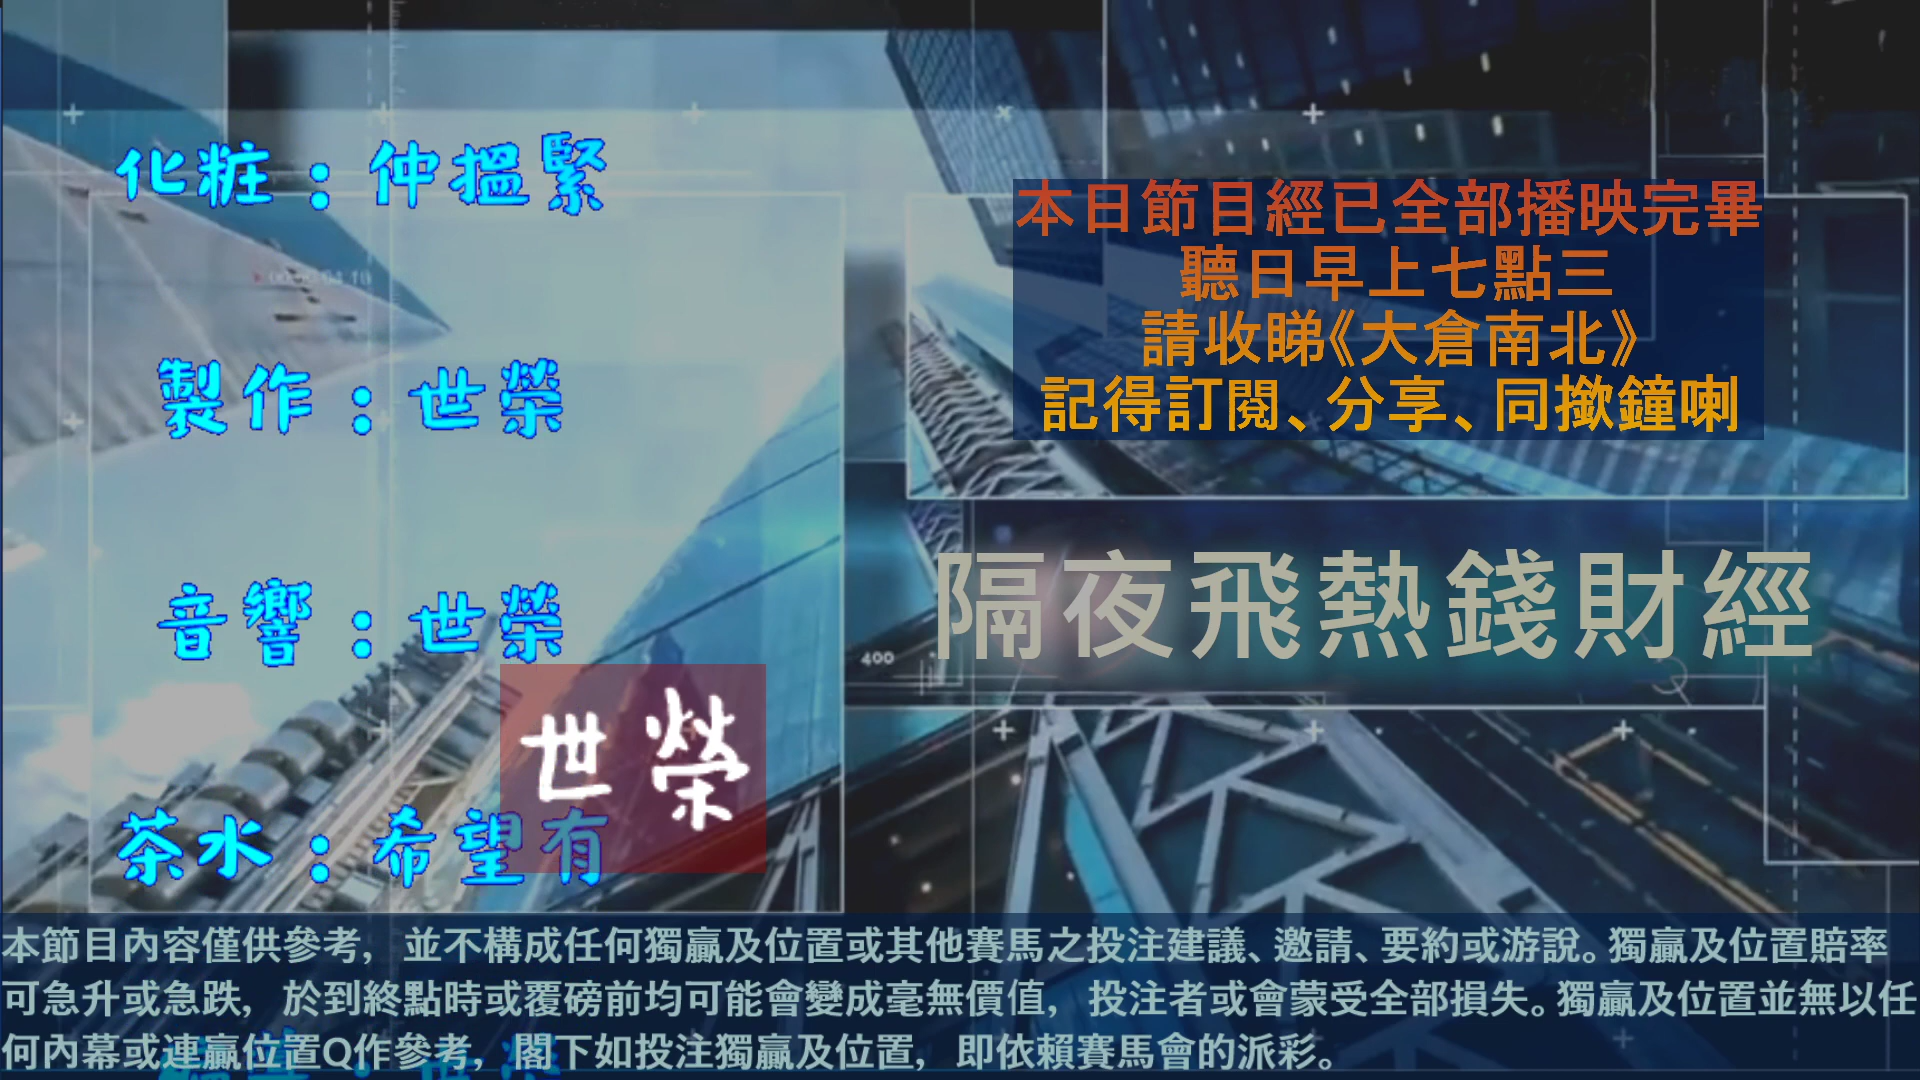 化粧：仲搵緊
製作：世榮
音響：世榮
世榮
茶水：希望有
本日節目經已全部播映完畢
聽日早上七點三
請收睇《大倉南北》
記得訂閱、分享、同撳鐘喇
隔夜飛熱錢財經
400
本節目內容僅供參考，並不構成任何獨贏及位置或其他賽馬之投注建議、邀請、要約或游說。獨贏及位置賠率
可急升或急跌，於到終點時或覆磅前均可能會變成毫無價值，投注者或會蒙受全部損失。獨贏及位置並無以任
何內幕或連贏位置Q作參考，閣下如投注獨贏及位置，即依賴賽馬會的派彩。